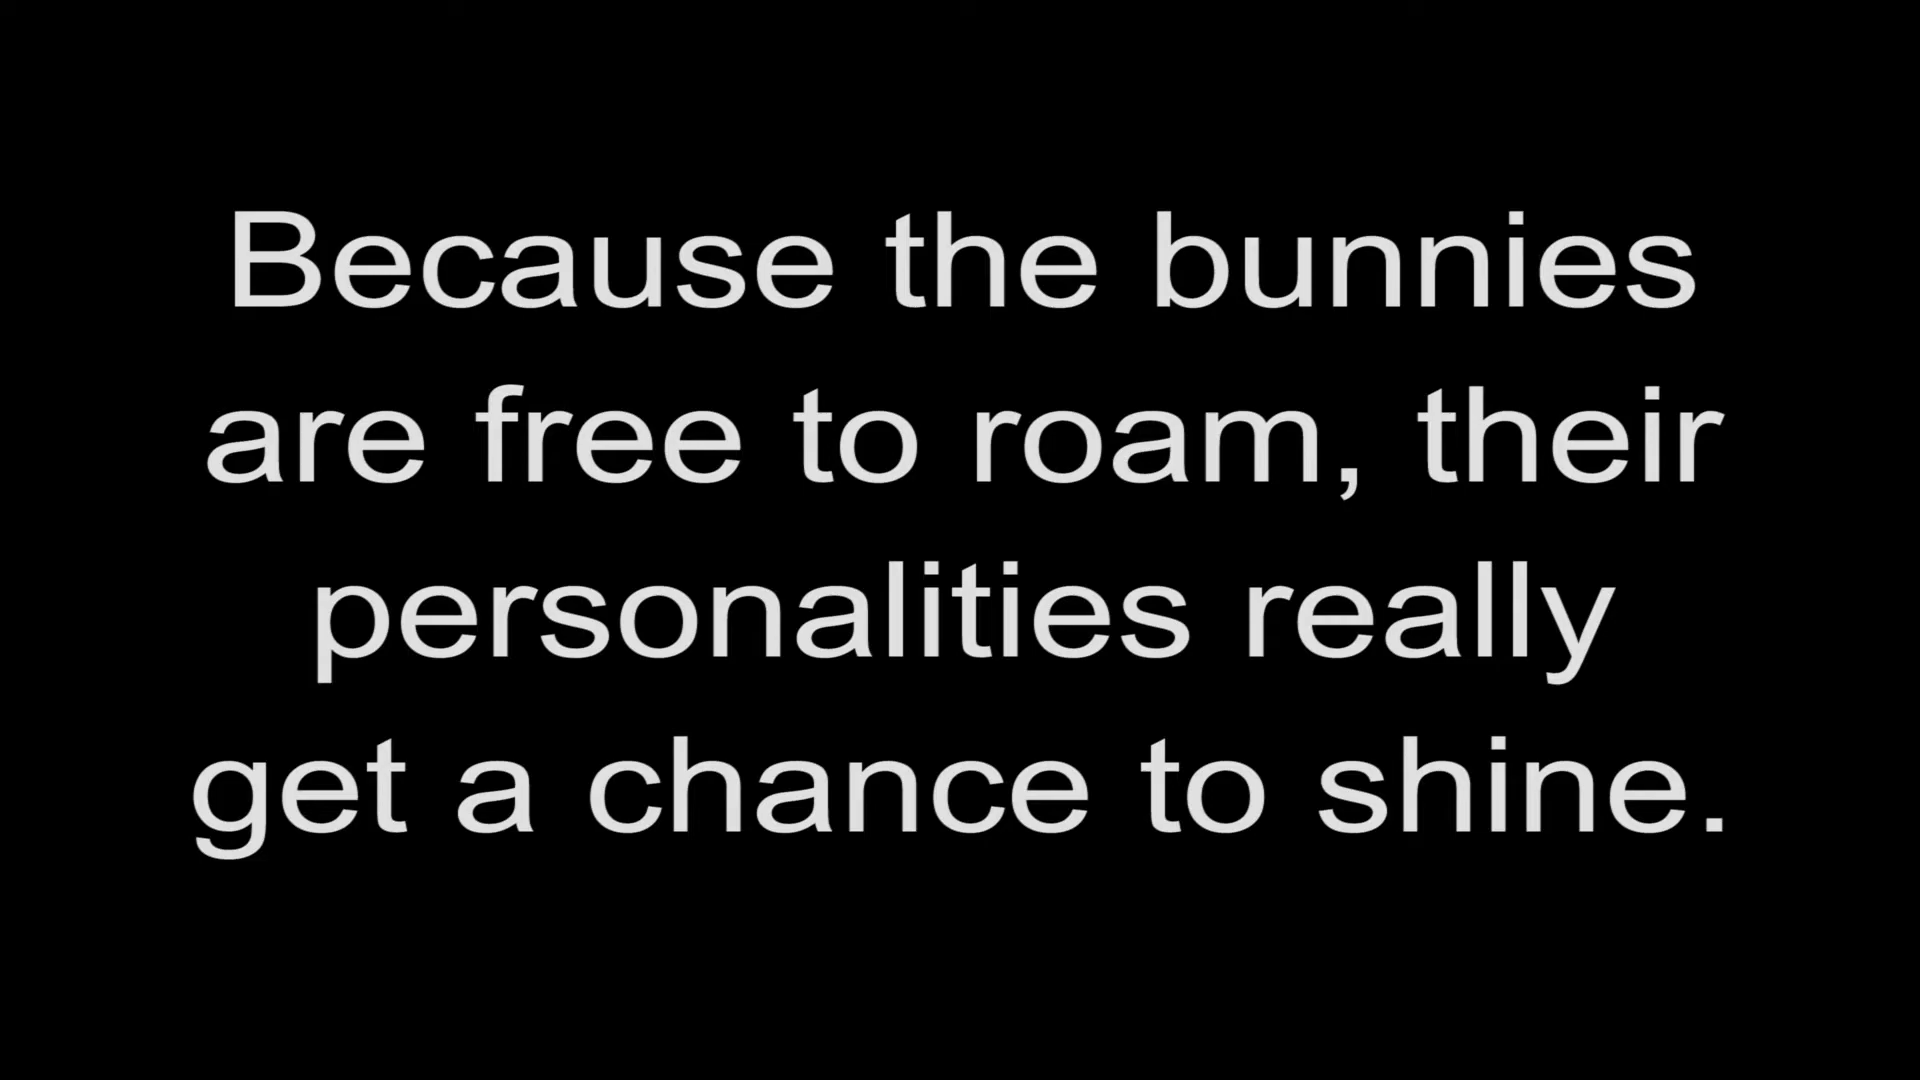 Because the bunnies
are free to roam, their
personalities really
get a chance to shine.